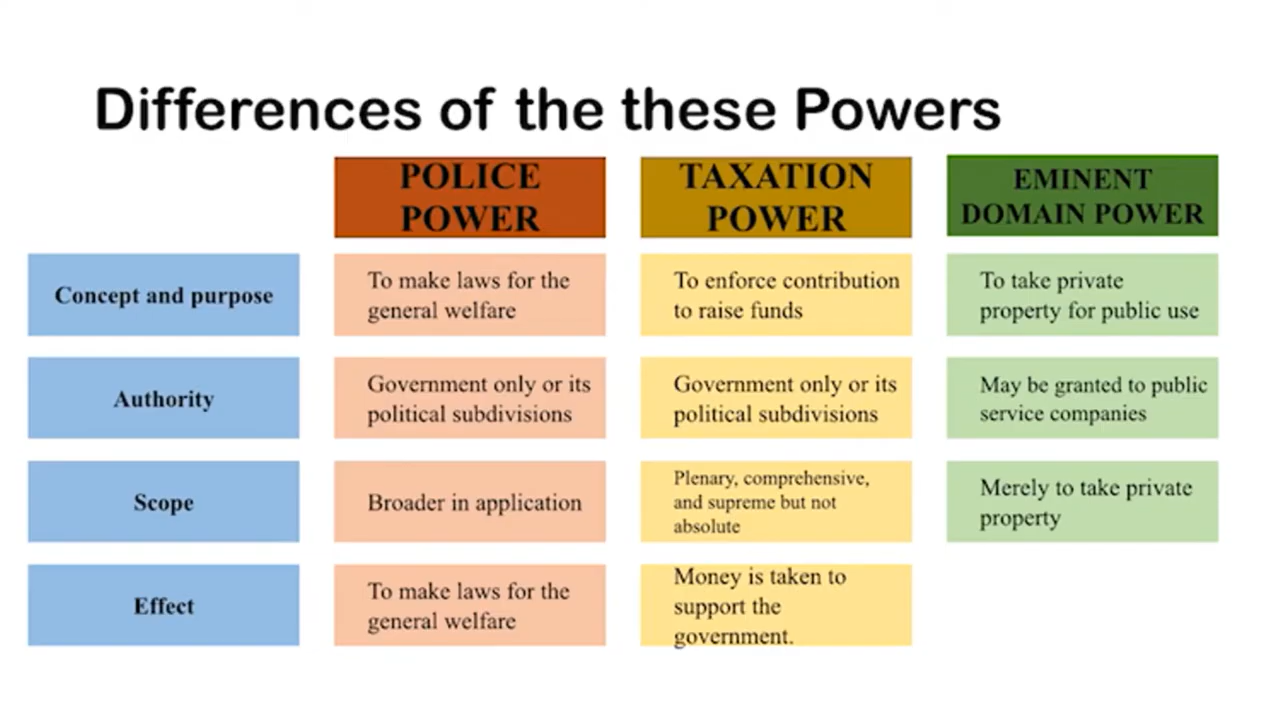 Differences of the these Powers
POLICE
POWER
TAXATION
POWER
EMINENT
DOMAIN POWER
Concept and purpose
To make laws for the
general welfare
To enforce contribution
to raise funds
To take private
property for public use
Authority
Government only or its
political subdivisions
Government only or its
political subdivisions
May be granted to public
service companies
Scope
Broader in application
Plenary, comprehensive,
and supreme but not
absolute
Merely to take private
property
Effect
To make laws for the
general welfare
Money is taken to
support the
government.